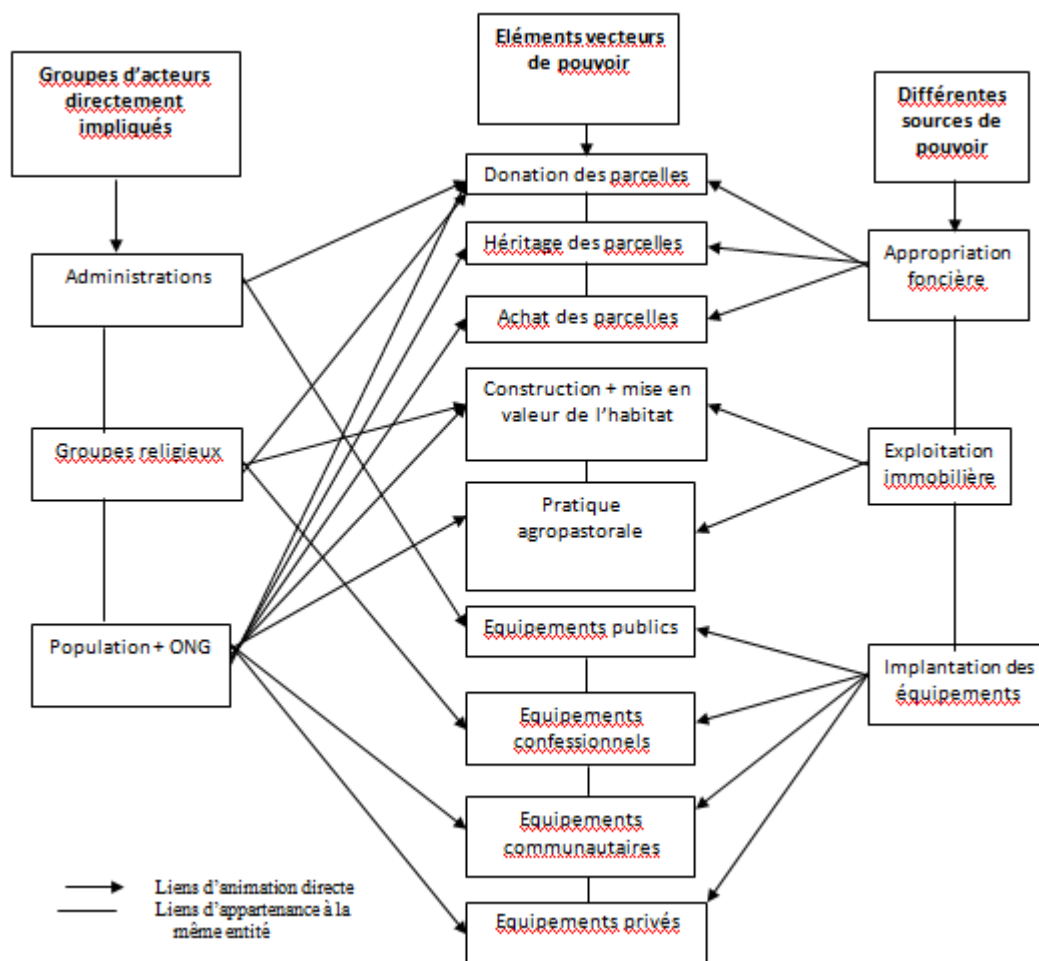 Groupes d'acteurs
directement
impliqués
Administrations
Groupes religieux
Population + ONG
Eléments vecteurs
de pouvoir
Donation des parcelles
Héritage des parcelles
Achat des parcelles
Construction + mise en
valeur de l'habitat
Pratique
agropastorale
Equipements publics
Equipements
confessionnels
Equipements
communautaires
Equipements privés
Différentes
sources de
pouvoir
Appropriation
foncière
Exploitation
immobilière
Implantation des
équipements
Liens d'animation directe
Liens d'appartenance à la
même entité